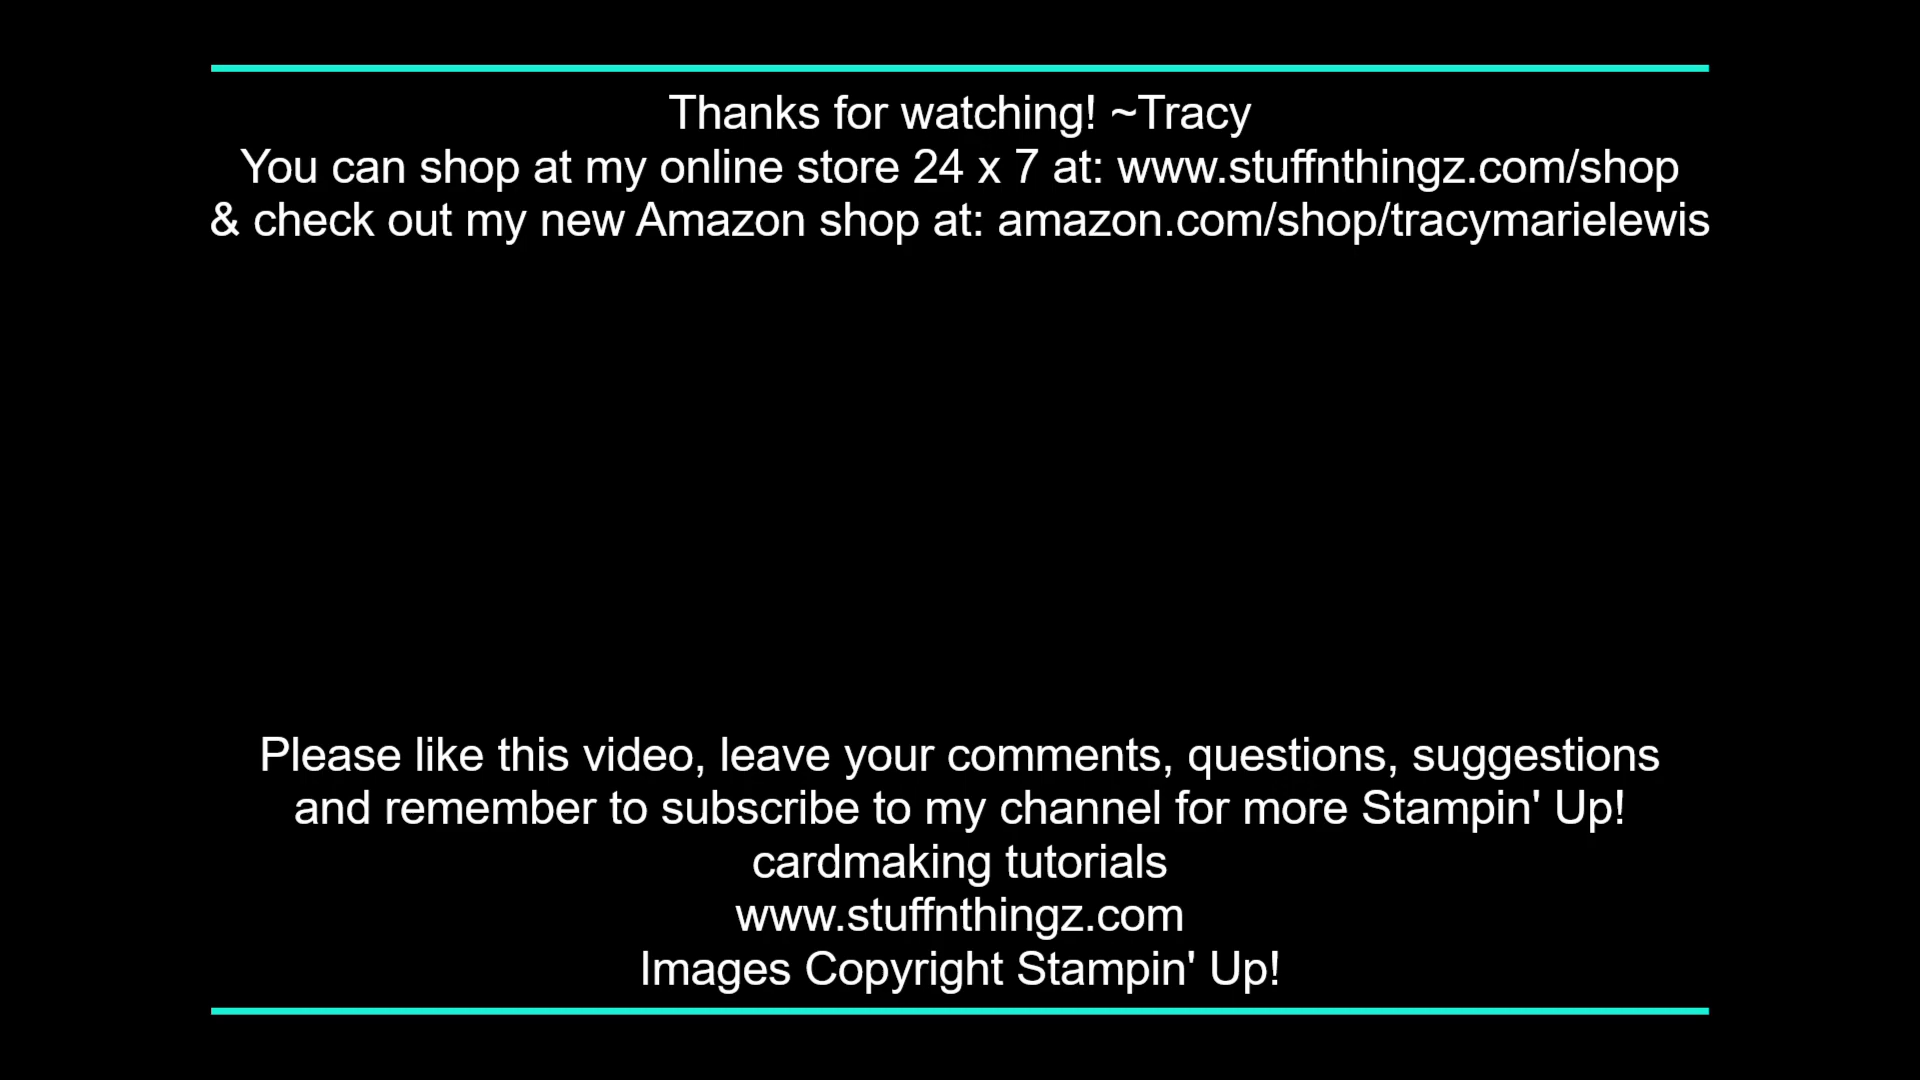 Thanks for watching! ~Tracy
You can shop at my online store 24 x 7 at: www.stuffnthingz.com/shop
& check out my new Amazon shop at: amazon.com/shop/tracymarielewis
Please like this video, leave your comments, questions, suggestions
and remember to subscribe to my channel for more Stampin' Up!
cardmaking tutorials
www.stuffnthingz.com
Images Copyright Stampin' Up!